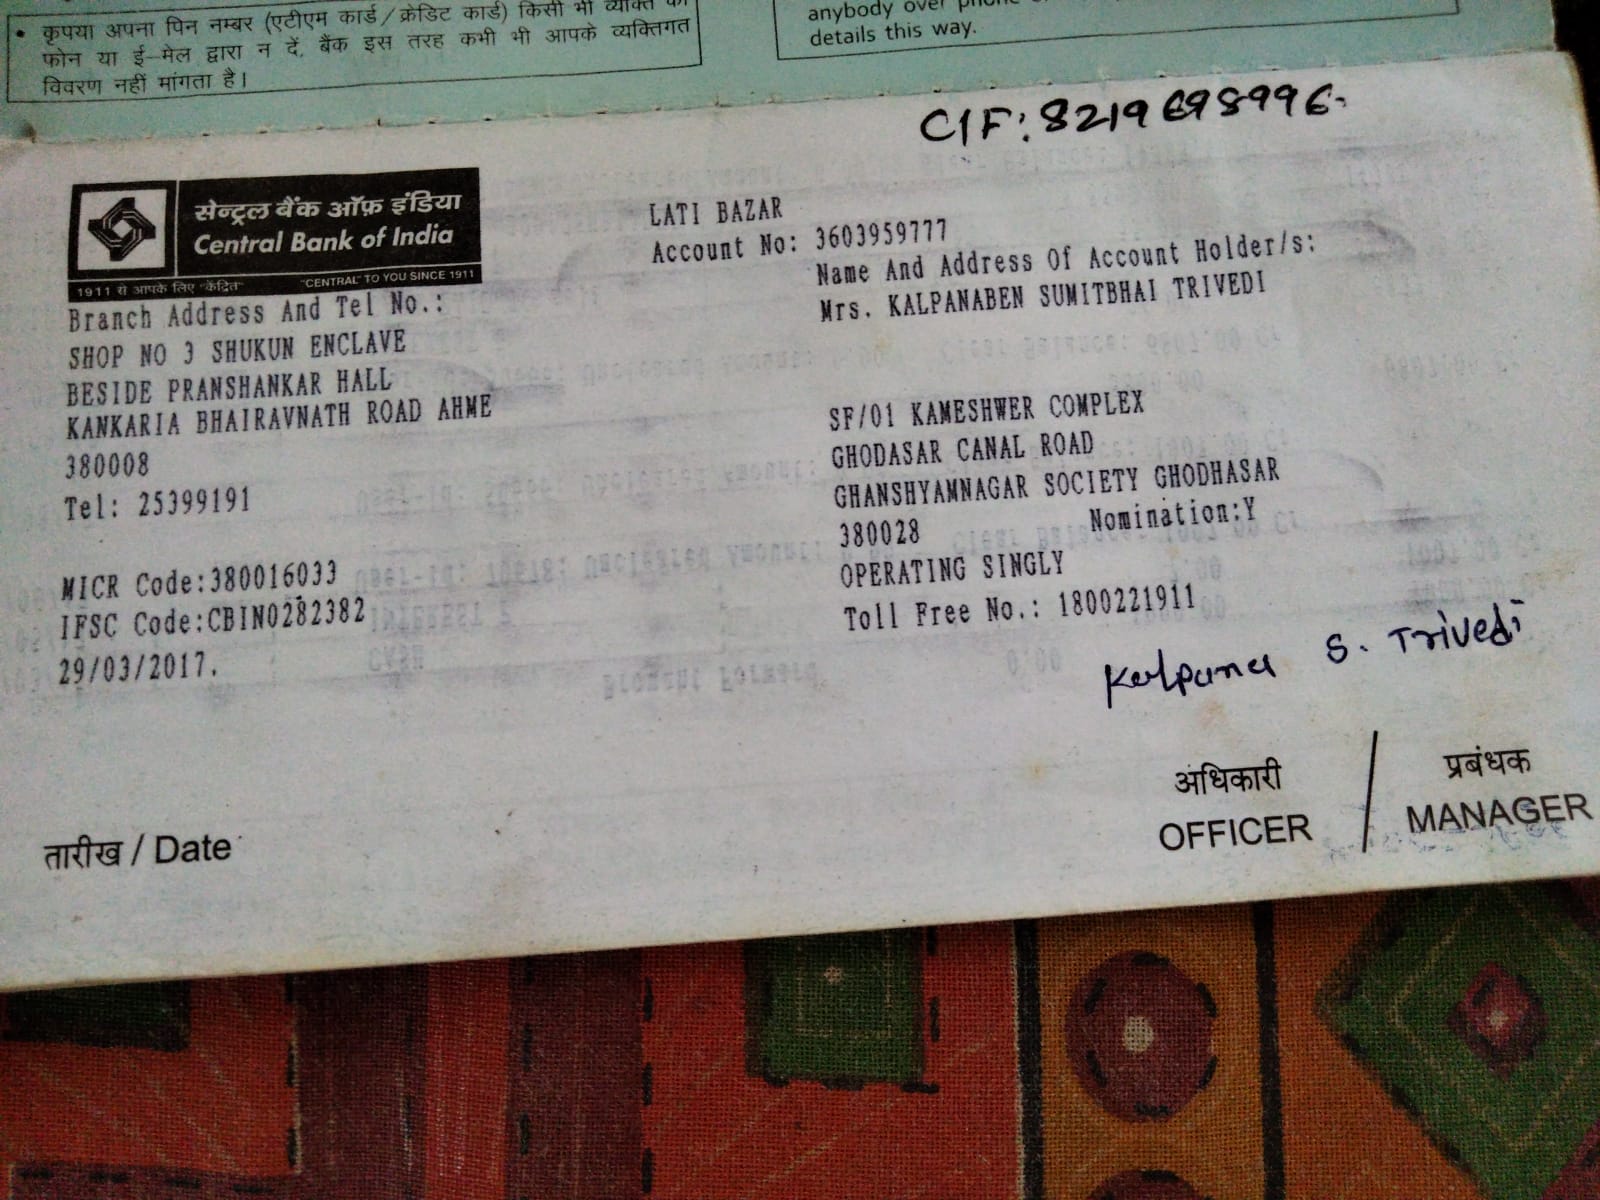 • कृपया अपना पिन नम्बर (एटीएम कार्ड / क्रेडिट कार्ड) किसी भी व्यक्ति को
फोन या ई-मेल द्वारा न दें, बैंक इस तरह कभी भी आपके व्यक्तिगत
विवरण नहीं मांगता है।
anybody over phone
details this way.
CIF: 8219698996
सेन्ट्रल बैंक ऑफ़ इंडिया
Central Bank of India
1911 से आपके लिए "केंद्रित" "CENTRAL" TO YOU SINCE 1911
Branch Address And Tel No.:
SHOP NO 3 SHUKUN ENCLAVE
BESIDE PRANSHANKAR HALL
KANKARIA BHAIRAVNATH ROAD AHME
380008
Tel: 25399191
MICR Code:380016033
IFSC Code:CBIN0282382
29/03/2017.
LATI BAZAR
Account No: 3603959777
Name And Address Of Account Holder/s:
Mrs. KALPANABEN SUMITBHAI TRIVEDI
SF/01 KAMESHWER COMPLEX
GHODASAR CANAL ROAD
GHANSHYAMNAGAR SOCIETY GHODHASAR
380028 Nomination:Y
OPERATING SINGLY
Toll Free No.: 1800221911
Kalpana S. Trivedi
तारीख / Date
अधिकारी / प्रबंधक
OFFICER / MANAGER